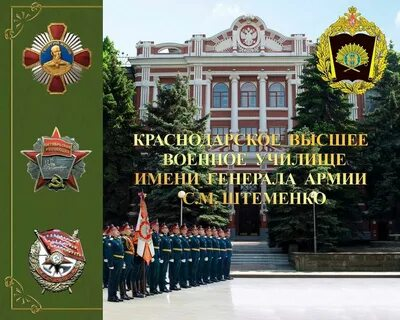 КРАСНОДАРСКОЕ ВЫСШЕЕ
ВОЕННОЕ УЧИЛИЩЕ
ИМЕНИ ГЕНЕРАЛА АРМИИ
С.М. ШТЕМЕНКО